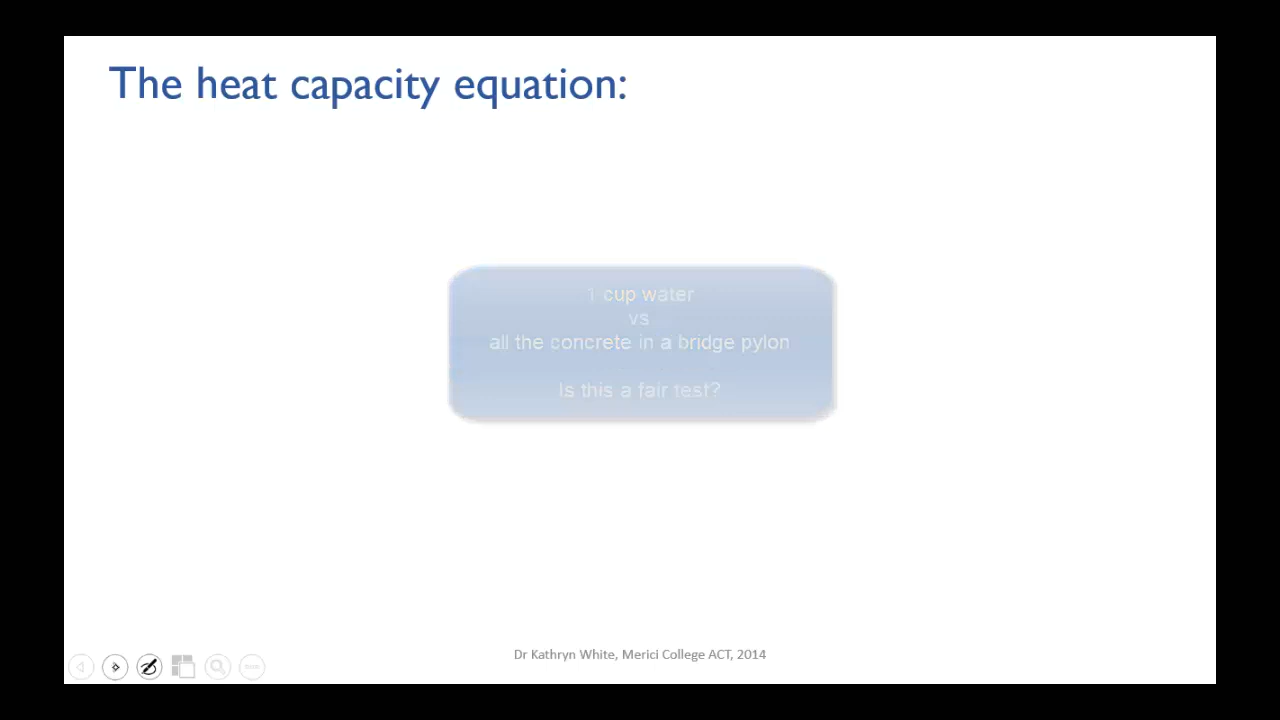 The heat capacity equation:
1 cup water
vs
all the concrete in a bridge pylon
Is this a fair test?
Dr Kathryn White, Merici College ACT, 2014